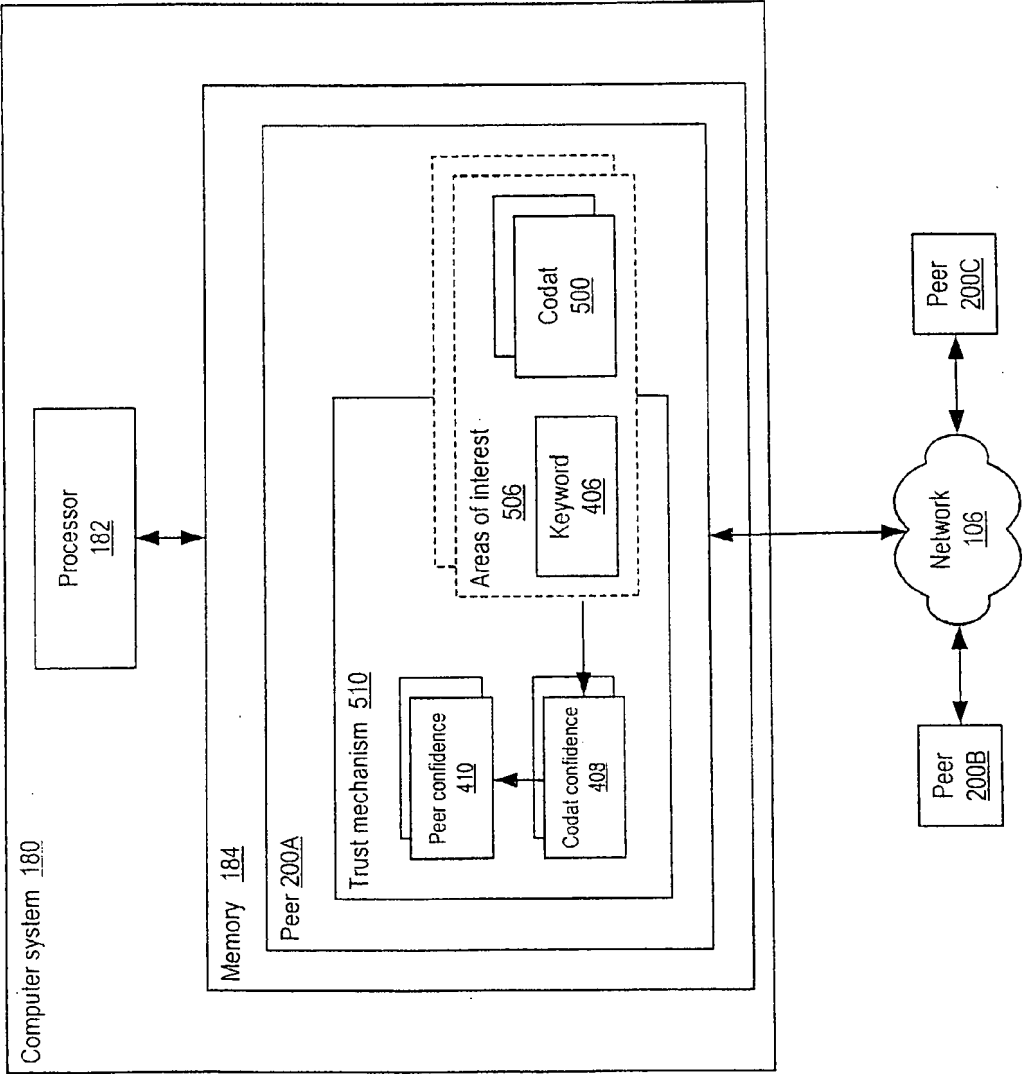 Computer system 180
Processor
182
Memory 184
Peer 200A
Trust mechanism 510
Peer confidence
410
Codat confidence
408
Areas of interest
506
Keyword
406
Codat
500
Peer
200B
Network
106
Peer
200C